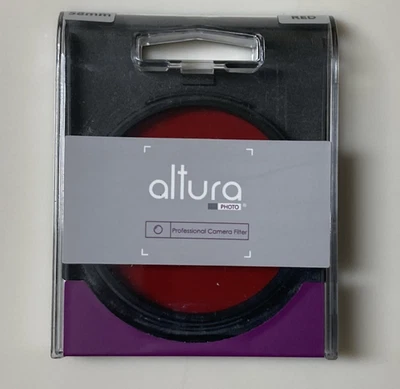 58mm
RED
altura
PHOTO®
Professional Camera Filter